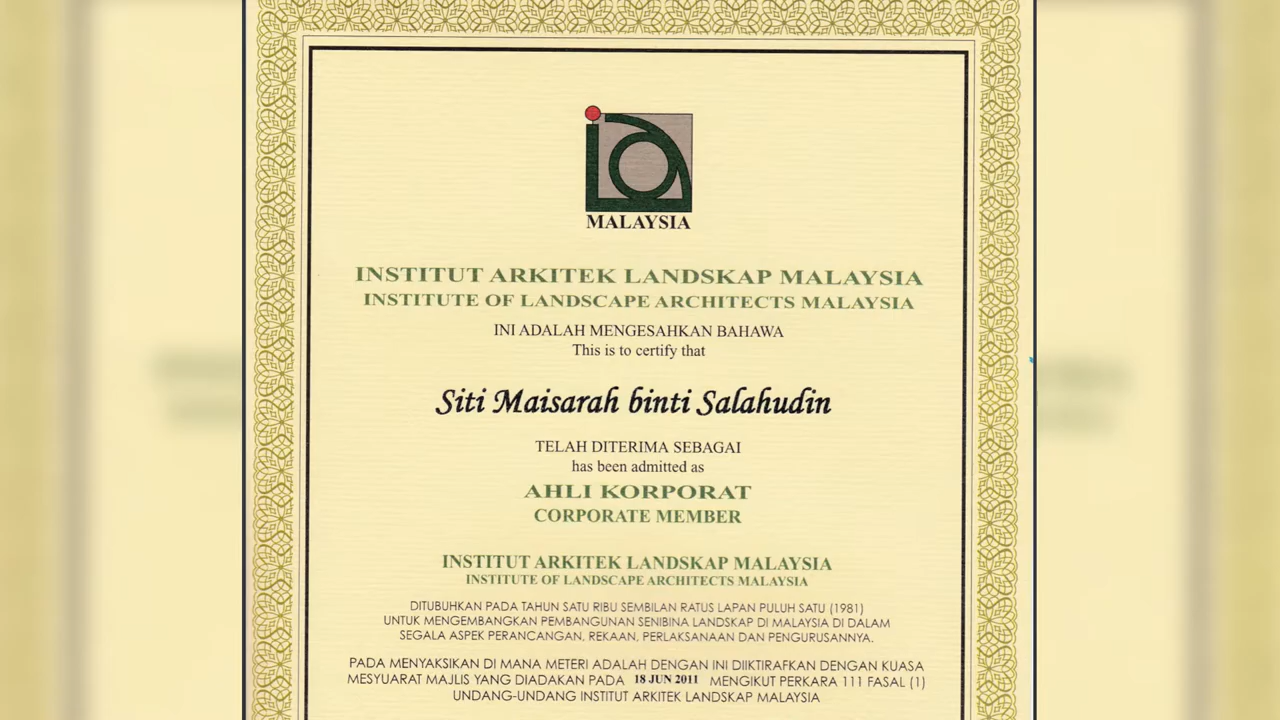 MALAYSIA
INSTITUT ARKITEK LANDSKAP MALAYSIA
INSTITUTE OF LANDSCAPE ARCHITECTS MALAYSIA
INI ADALAH MENGESAHKAN BAHAWA
This is to certify that
Siti Maisarah binti Salahudin
TELAH DITERIMA SEBAGAI
has been admitted as
AHLI KORPORAT
CORPORATE MEMBER
INSTITUT ARKITEK LANDSKAP MALAYSIA
INSTITUTE OF LANDSCAPE ARCHITECTS MALAYSIA
DITUBUHKAN PADA TAHUN SATU RIBU SEMBILAN RATUS LAPAN PULUH SATU (1981)
UNTUK MENGEMBANGKAN PEMBANGUNAN SENIBINA LANDSKAP DI MALAYSIA DI DALAM
SEGALA ASPEK PERANCANGAN, REKAAN, PERLAKSANAAN DAN PENGURUSANNYA.
PADA MENYAKSIKAN DI MANA METERI ADALAH DENGAN INI DIIKTIRAFKAN DENGAN KUASA
MESYUARAT MAJLIS YANG DIADAKAN PADA 18 JUN 2011 MENGIKUT PERKARA 111 FASAL (1)
UNDANG-UNDANG INSTITUT ARKITEK LANDSKAP MALAYSIA